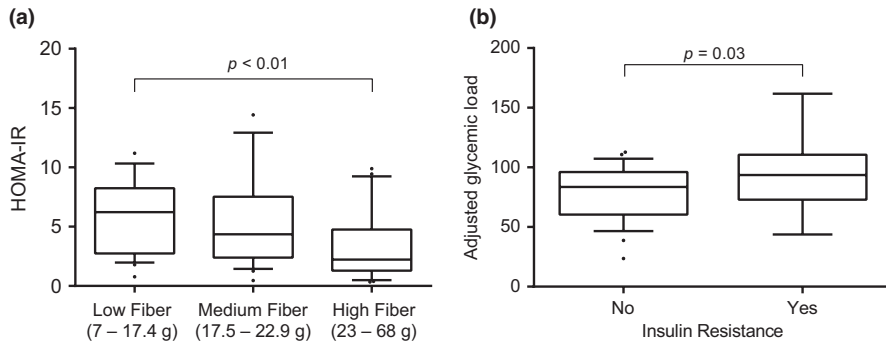 (a)
20
15
10
5
0
HOMA-IR
p < 0.01
Low Fiber
(7 – 17.4 g)
Medium Fiber
(17.5 – 22.9 g)
High Fiber
(23 – 68 g)
(b)
200
150
100
50
0
Adjusted glycemic load
p = 0.03
No
Yes
Insulin Resistance